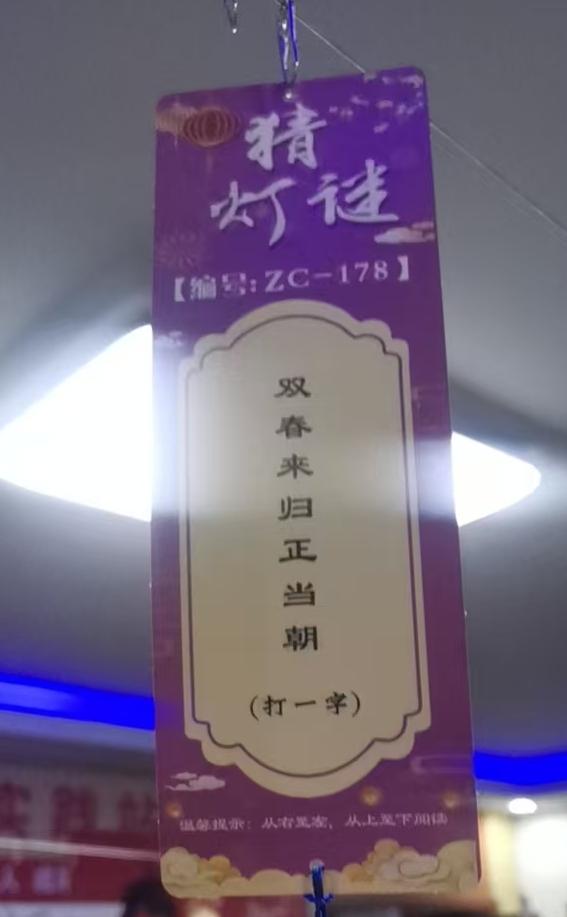 猜
灯谜
【编号:ZC-178】
双春来归正当朝
(打一字)
温馨提示：从右至左，从上至下阅读